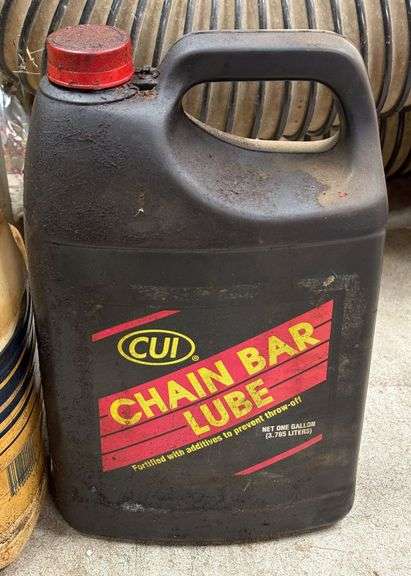 CUI®
CHAIN BAR
LUBE
Fortified with additives to prevent throw-off!
NET ONE GALLON
(3.785 LITERS)